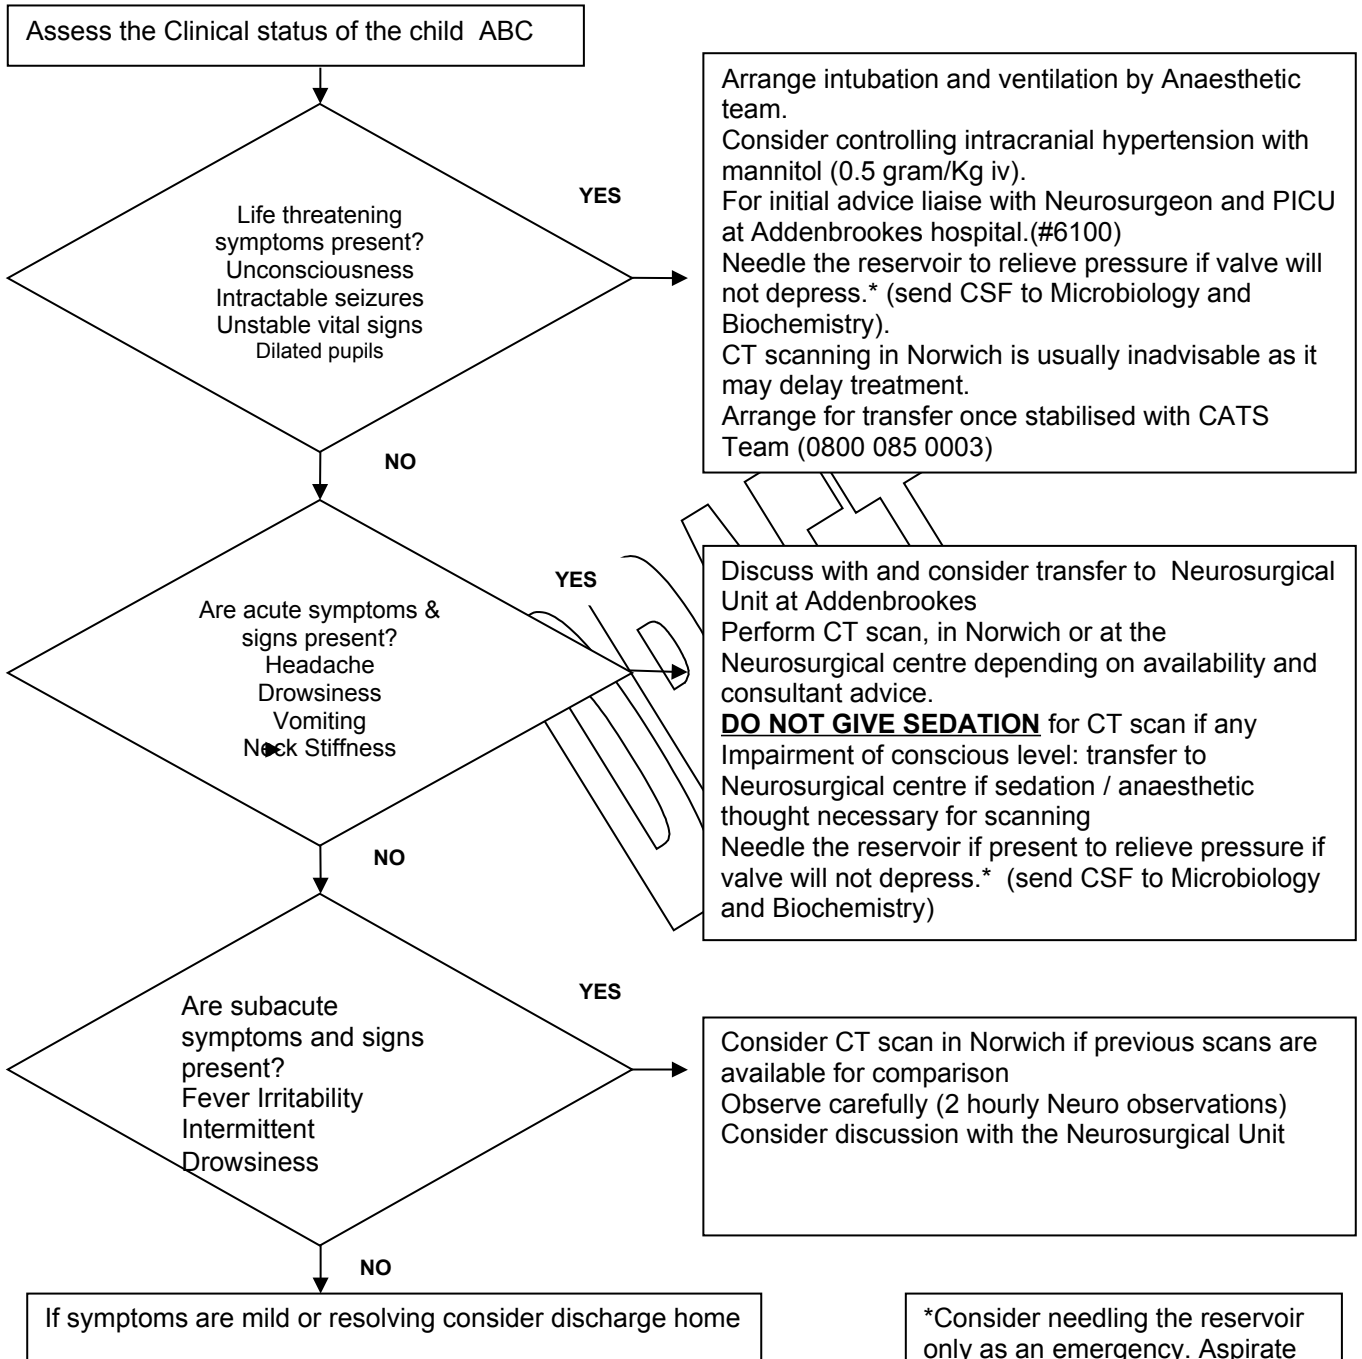 Assess the Clinical status of the child  ABC
YES
Life threatening
symptoms present?
Unconsciousness
Intractable seizures
Unstable vital signs
Dilated pupils
Arrange intubation and ventilation by Anaesthetic
team.
Consider controlling intracranial hypertension with
mannitol (0.5 gram/Kg iv).
For initial advice liaise with Neurosurgeon and PICU
at Addenbrookes hospital.(#6100)
Needle the reservoir to relieve pressure if valve will
not depress.* (send CSF to Microbiology and
Biochemistry).
CT scanning in Norwich is usually inadvisable as it
may delay treatment.
Arrange for transfer once stabilised with CATS
Team (0800 085 0003)
NO
YES
Are acute symptoms &
signs present?
Headache
Drowsiness
Vomiting
Neck Stiffness
Discuss with and consider transfer to  Neurosurgical
Unit at Addenbrookes
Perform CT scan, in Norwich or at the
Neurosurgical centre depending on availability and
consultant advice.
DO NOT GIVE SEDATION for CT scan if any
Impairment of conscious level: transfer to
Neurosurgical centre if sedation / anaesthetic
thought necessary for scanning
Needle the reservoir if present to relieve pressure if
valve will not depress.*  (send CSF to Microbiology
and Biochemistry)
NO
YES
Are subacute
symptoms and signs
present?
Fever Irritability
Intermittent
Drowsiness
Consider CT scan in Norwich if previous scans are
available for comparison
Observe carefully (2 hourly Neuro observations)
Consider discussion with the Neurosurgical Unit
NO
If symptoms are mild or resolving consider discharge home
*Consider needling the reservoir
only as an emergency. Aspirate